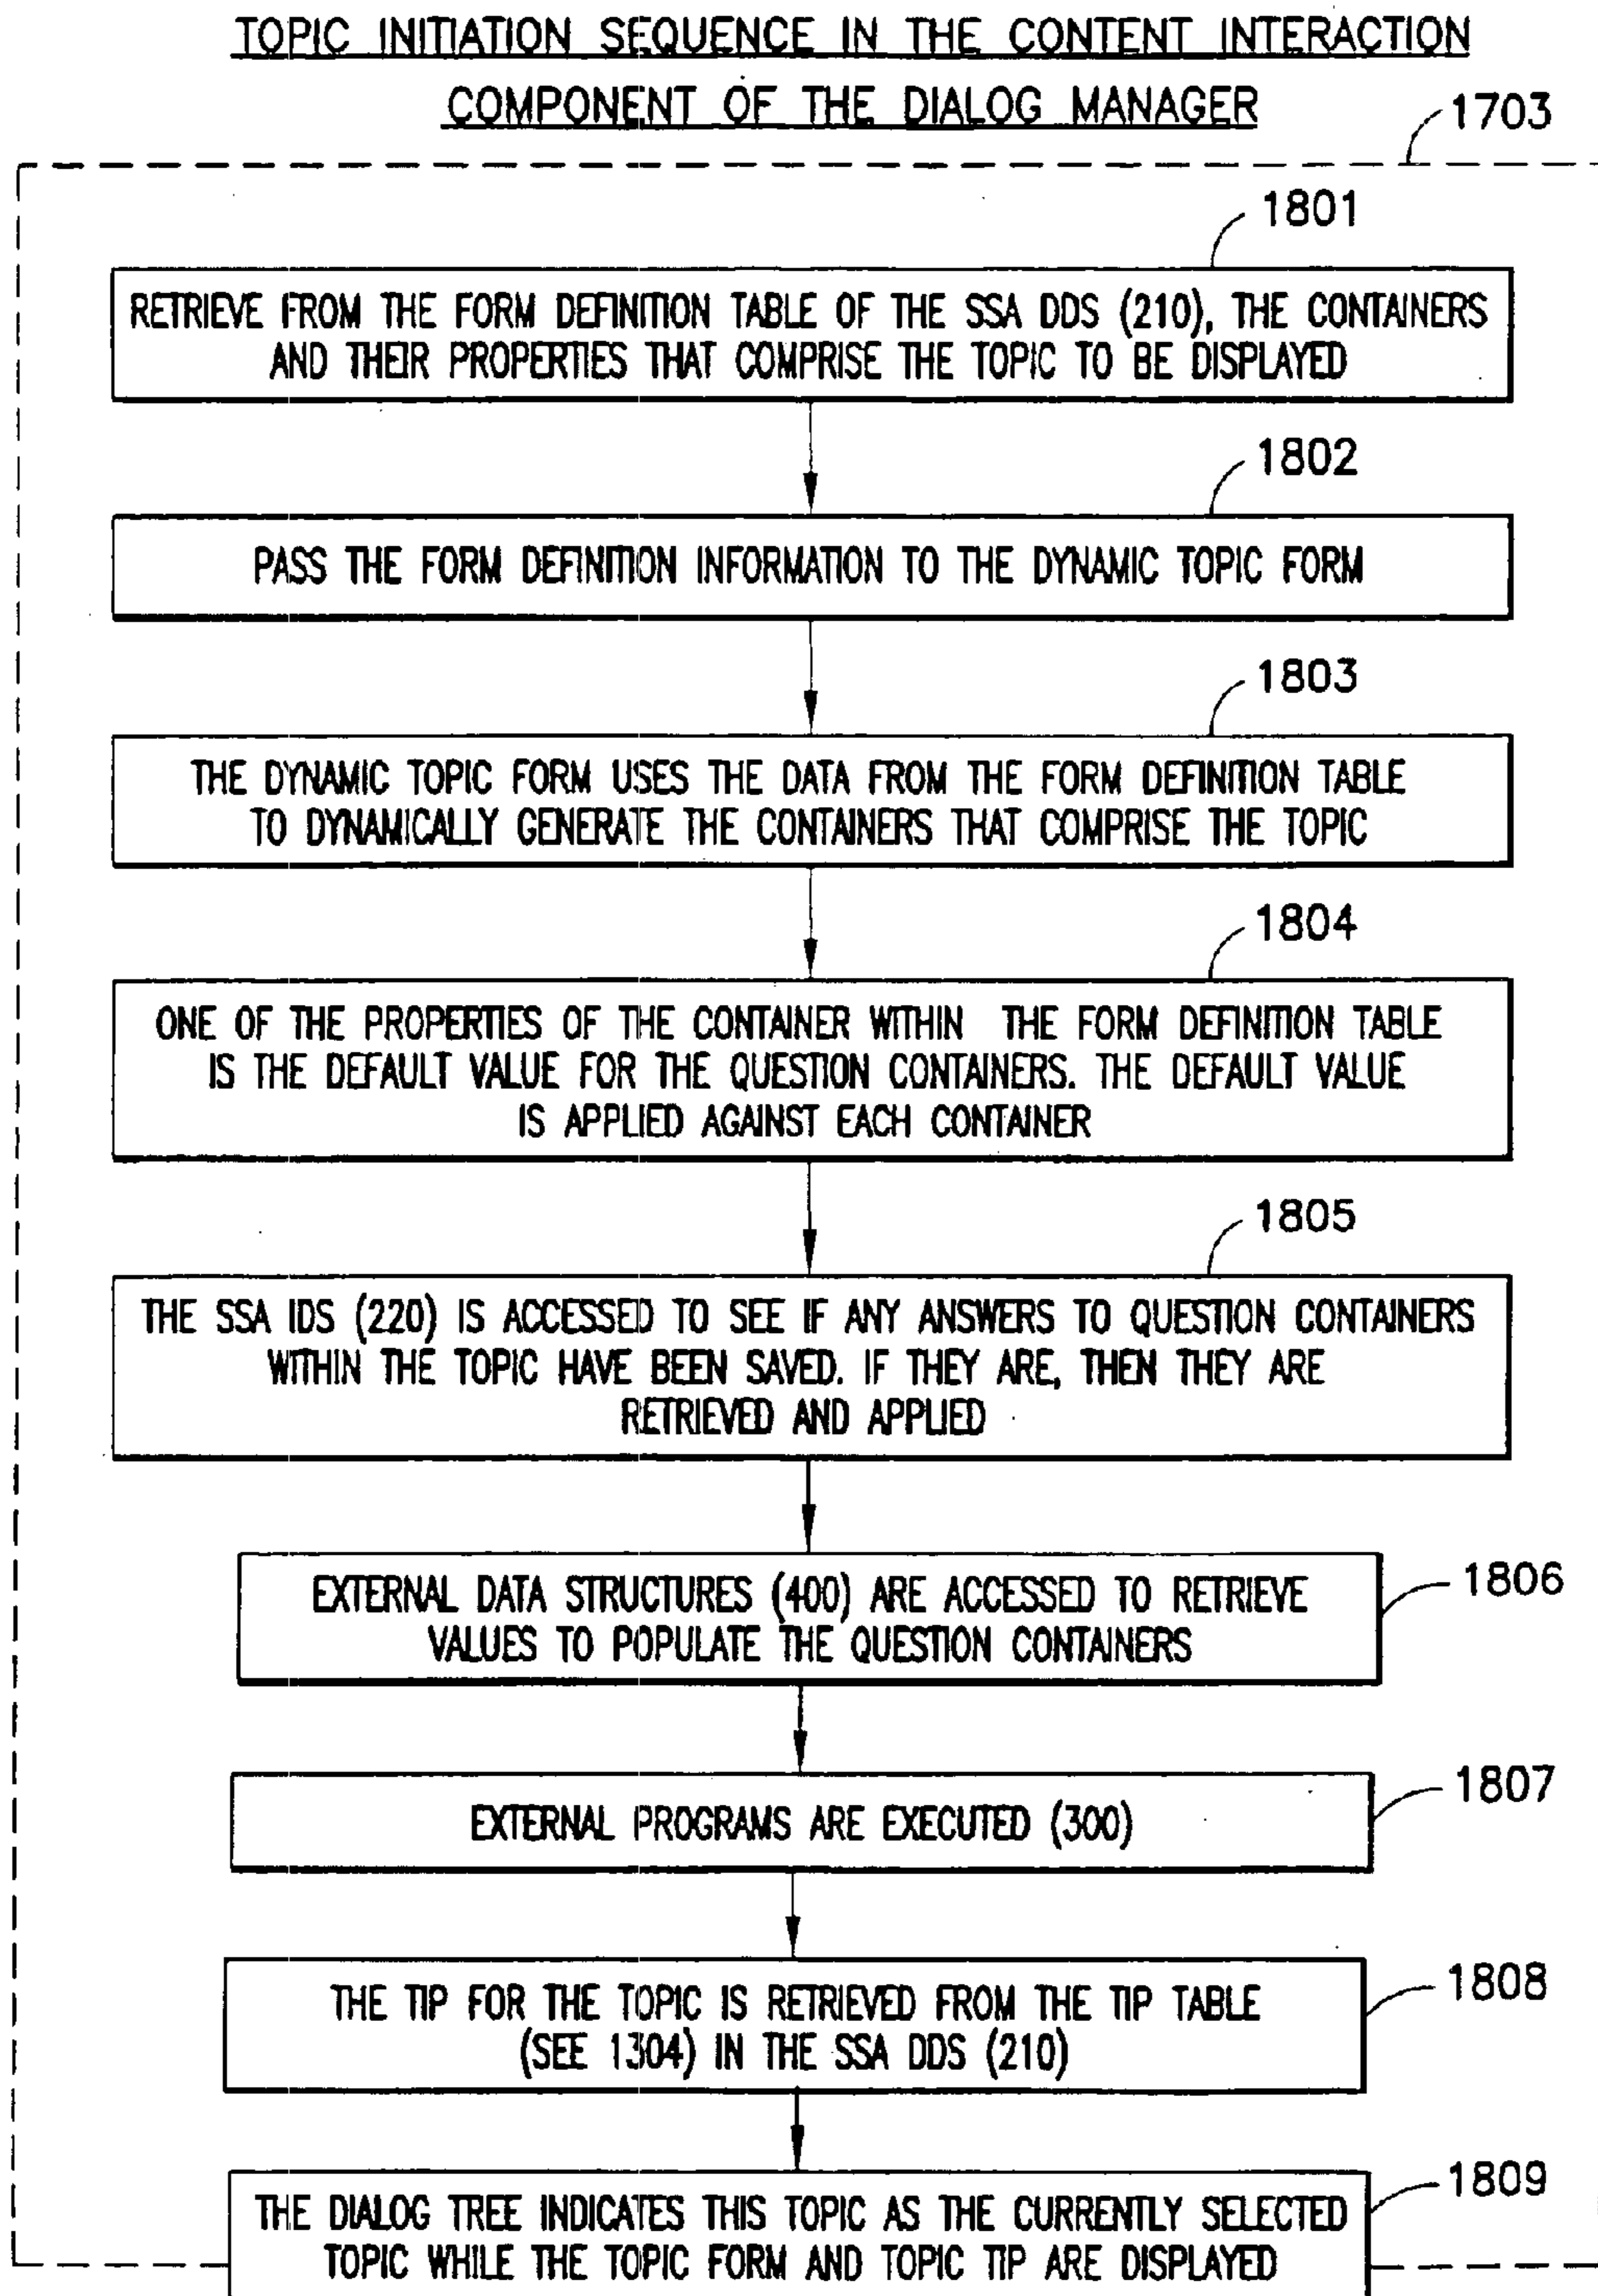 TOPIC INITIATION SEQUENCE IN THE CONTENT INTERACTION
COMPONENT OF THE DIALOG MANAGER
1703
1801
RETRIEVE FROM THE FORM DEFINITION TABLE OF THE SSA DDS (210), THE CONTAINERS
AND THEIR PROPERTIES THAT COMPRISE THE TOPIC TO BE DISPLAYED
1802
PASS THE FORM DEFINITION INFORMATION TO THE DYNAMIC TOPIC FORM
1803
THE DYNAMIC TOPIC FORM USES THE DATA FROM THE FORM DEFINITION TABLE
TO DYNAMICALLY GENERATE THE CONTAINERS THAT COMPRISE THE TOPIC
1804
ONE OF THE PROPERTIES OF THE CONTAINER WITHIN THE FORM DEFINITION TABLE
IS THE DEFAULT VALUE FOR THE QUESTION CONTAINERS. THE DEFAULT VALUE
IS APPLIED AGAINST EACH CONTAINER
1805
THE SSA IDS (220) IS ACCESSED TO SEE IF ANY ANSWERS TO QUESTION CONTAINERS
WITHIN THE TOPIC HAVE BEEN SAVED. IF THEY ARE, THEN THEY ARE
RETRIEVED AND APPLIED
1806
EXTERNAL DATA STRUCTURES (400) ARE ACCESSED TO RETRIEVE
VALUES TO POPULATE THE QUESTION CONTAINERS
1807
EXTERNAL PROGRAMS ARE EXECUTED (300)
1808
THE TIP FOR THE TOPIC IS RETRIEVED FROM THE TIP TABLE
(SEE 1304) IN THE SSA DDS (210)
1809
THE DIALOG TREE INDICATES THIS TOPIC AS THE CURRENTLY SELECTED
TOPIC WHILE THE TOPIC FORM AND TOPIC TIP ARE DISPLAYED